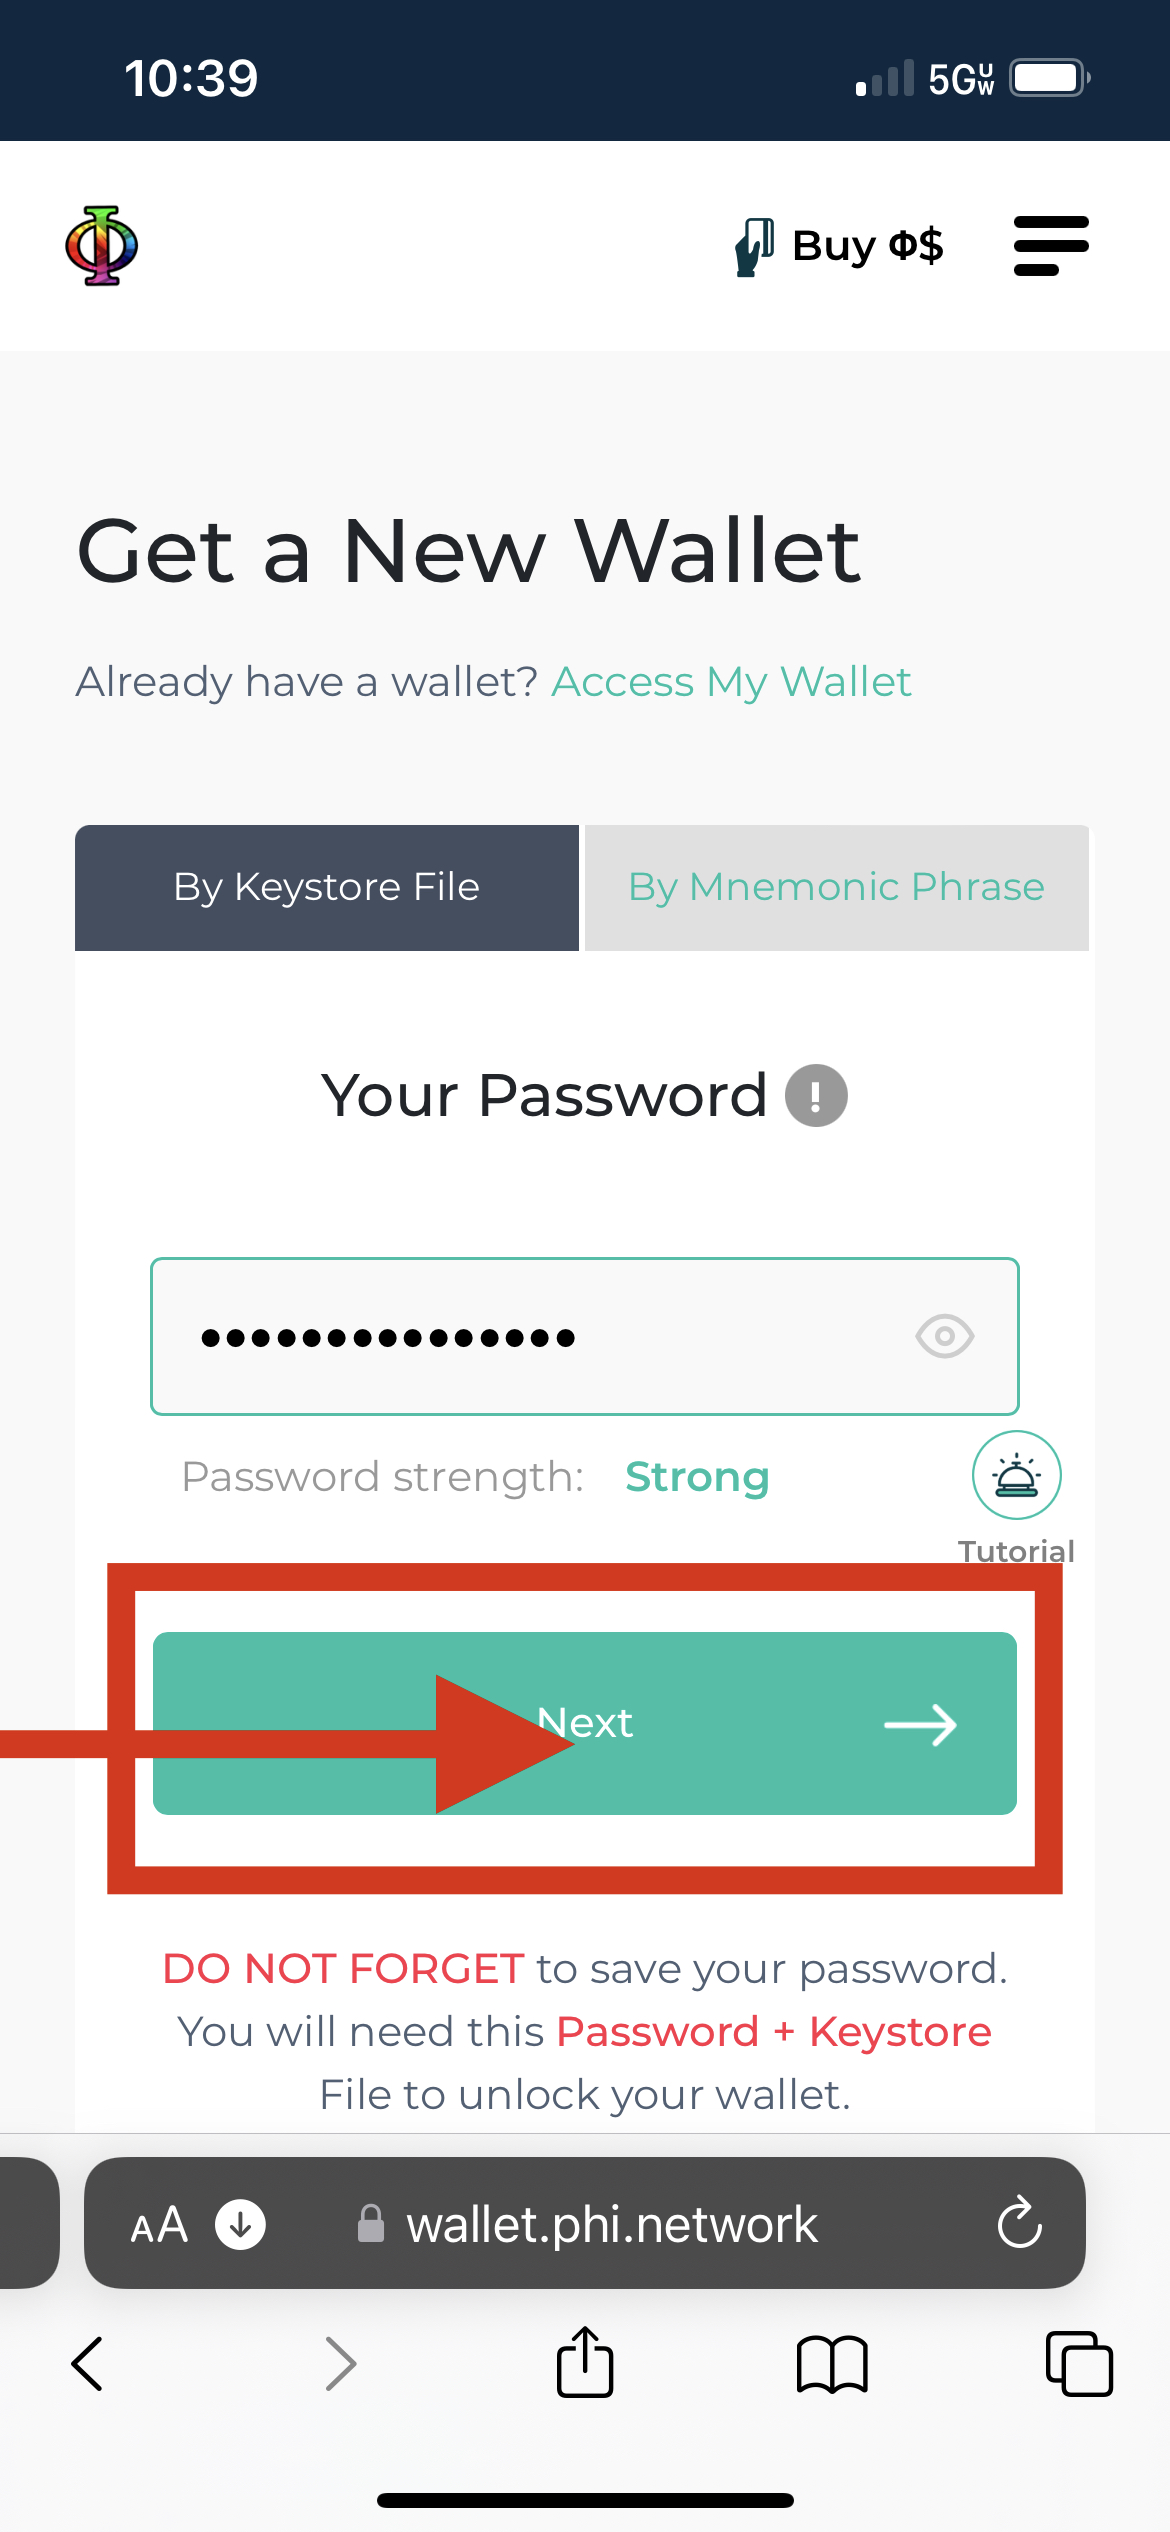 10:39
5GUW
Buy Φ$
Get a New Wallet
Already have a wallet? Access My Wallet
By Keystore File
By Mnemonic Phrase
Your Password
!
•••••••••••••••
Password strength: Strong
Tutorial
Next
DO NOT FORGET to save your password.
You will need this Password + Keystore
File to unlock your wallet.
AA
wallet.phi.network